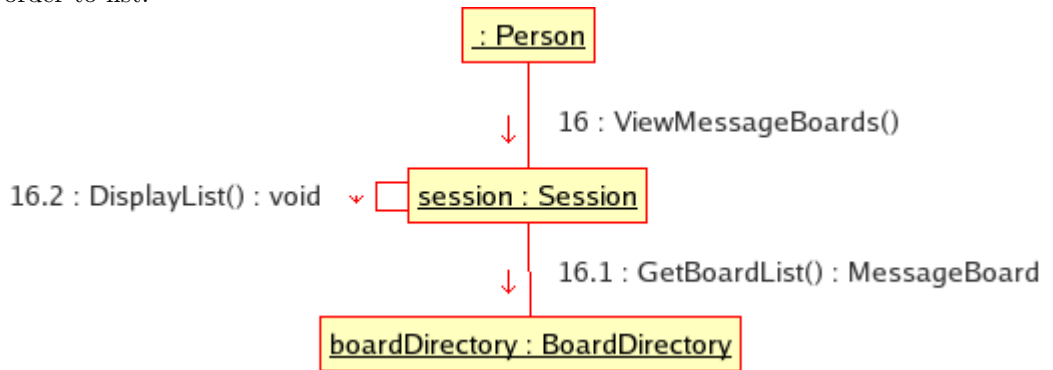 : Person
16 : ViewMessageBoards()
16.2 : DisplayList() : void
session : Session
16.1 : GetBoardList() : MessageBoard
boardDirectory : BoardDirectory